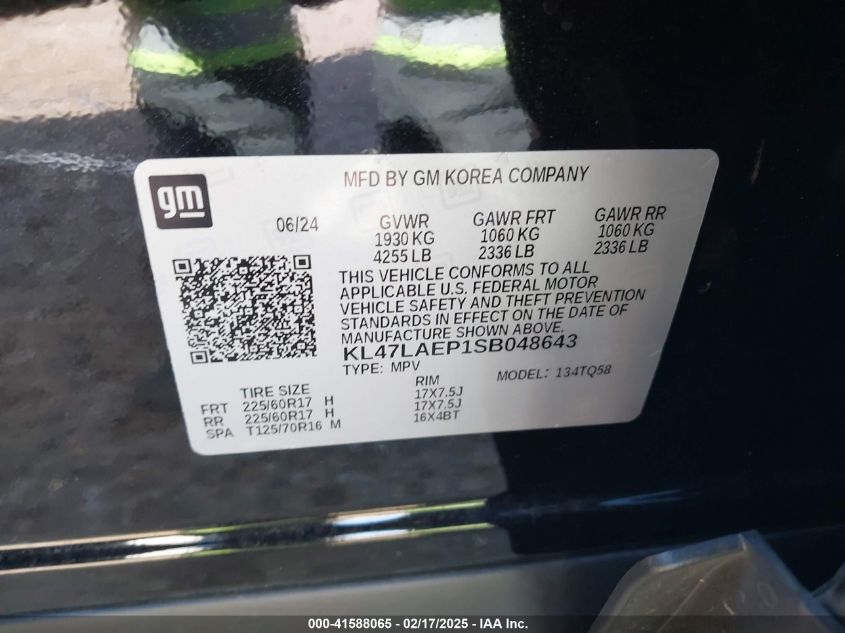 gm
MFD BY GM KOREA COMPANY
06/24
GVWR
1930 KG
4255 LB
GAWR FRT
1060 KG
2336 LB
GAWR RR
1060 KG
2336 LB
THIS VEHICLE CONFORMS TO ALL
APPLICABLE U.S. FEDERAL MOTOR
VEHICLE SAFETY AND THEFT PREVENTION
STANDARDS IN EFFECT ON THE DATE OF
MANUFACTURE SHOWN ABOVE.
KL47LAEP1SB048643
TYPE: MPV
MODEL: 134TQ58
TIRE SIZE
RIM
FRT 225/60R17 H 17X7.5J
RR 225/60R17 H 17X7.5J
SPA T125/70R16 M 16X4BT
000-41588065 - 02/17/2025 - IAA Inc.